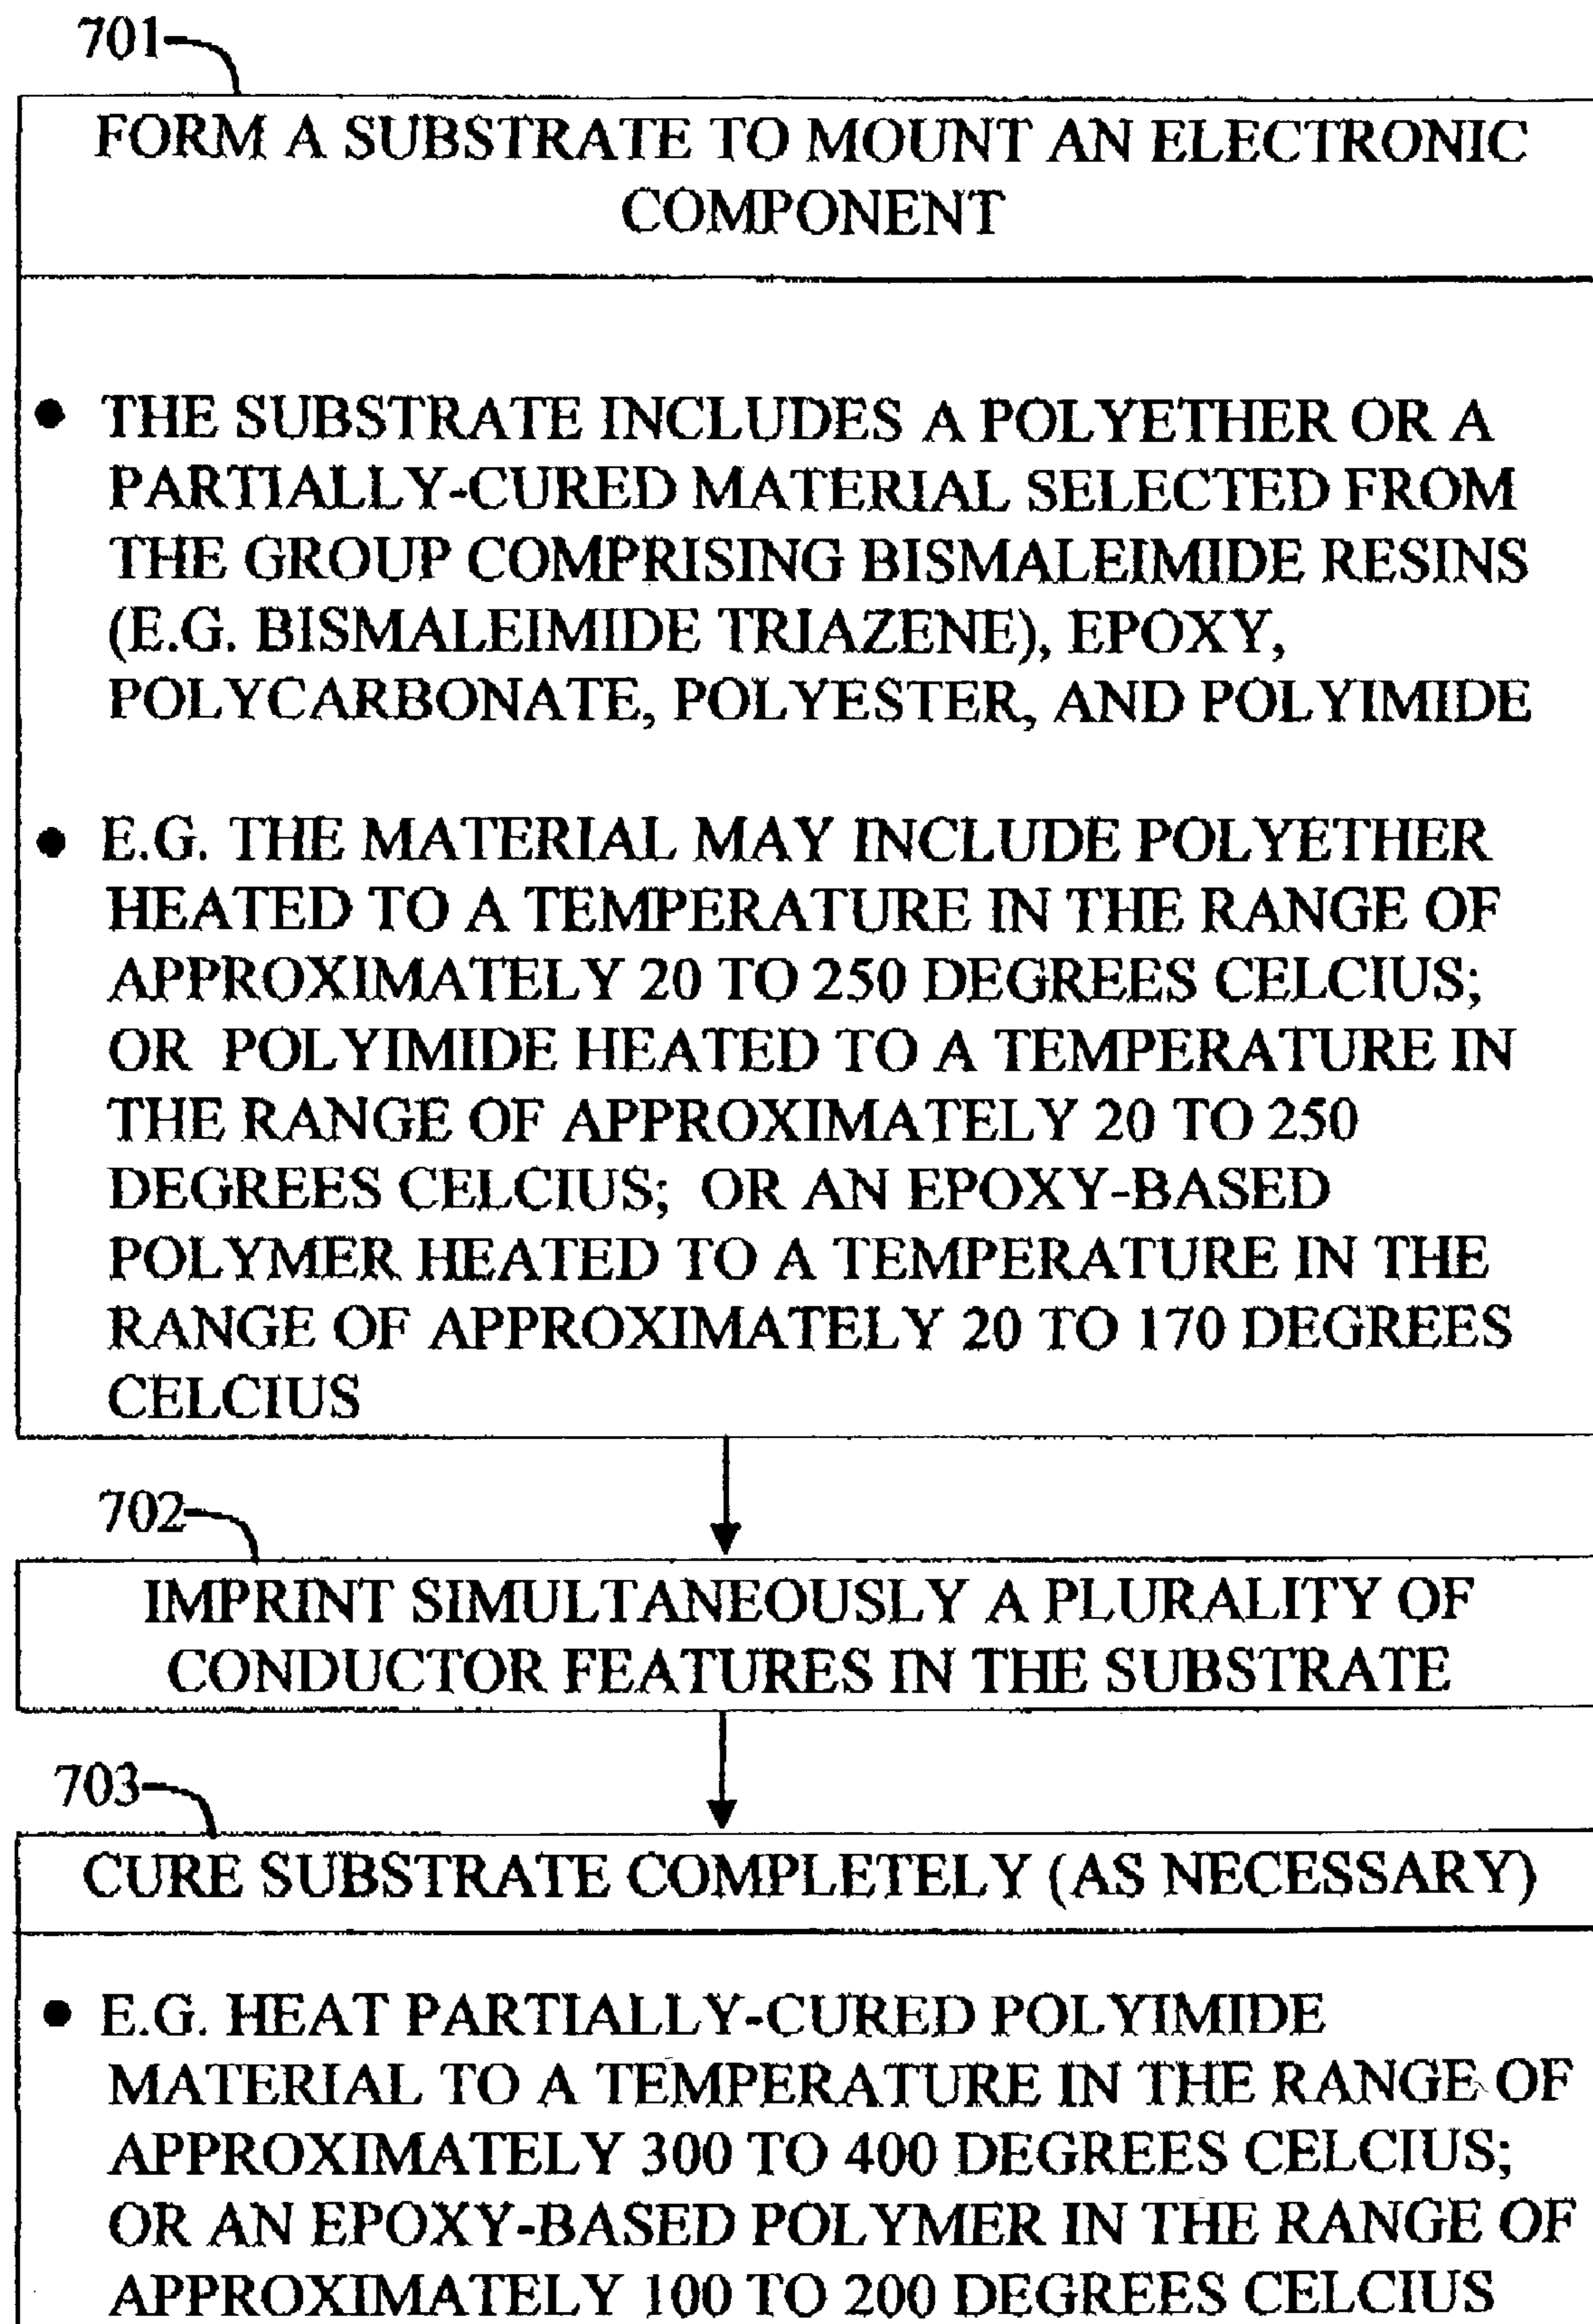 701
FORM A SUBSTRATE TO MOUNT AN ELECTRONIC
COMPONENT
• THE SUBSTRATE INCLUDES A POLYETHER OR A
PARTIALLY-CURED MATERIAL SELECTED FROM
THE GROUP COMPRISING BISMALEIMIDE RESINS
(E.G. BISMALEIMIDE TRIAZENE), EPOXY,
POLYCARBONATE, POLYESTER, AND POLYIMIDE
• E.G. THE MATERIAL MAY INCLUDE POLYETHER
HEATED TO A TEMPERATURE IN THE RANGE OF
APPROXIMATELY 20 TO 250 DEGREES CELCIUS;
OR POLYIMIDE HEATED TO A TEMPERATURE IN
THE RANGE OF APPROXIMATELY 20 TO 250
DEGREES CELCIUS; OR AN EPOXY-BASED
POLYMER HEATED TO A TEMPERATURE IN THE
RANGE OF APPROXIMATELY 20 TO 170 DEGREES
CELCIUS
702
IMPRINT SIMULTANEOUSLY A PLURALITY OF
CONDUCTOR FEATURES IN THE SUBSTRATE
703
CURE SUBSTRATE COMPLETELY (AS NECESSARY)
• E.G. HEAT PARTIALLY-CURED POLYIMIDE
MATERIAL TO A TEMPERATURE IN THE RANGE OF
APPROXIMATELY 300 TO 400 DEGREES CELCIUS;
OR AN EPOXY-BASED POLYMER IN THE RANGE OF
APPROXIMATELY 100 TO 200 DEGREES CELCIUS